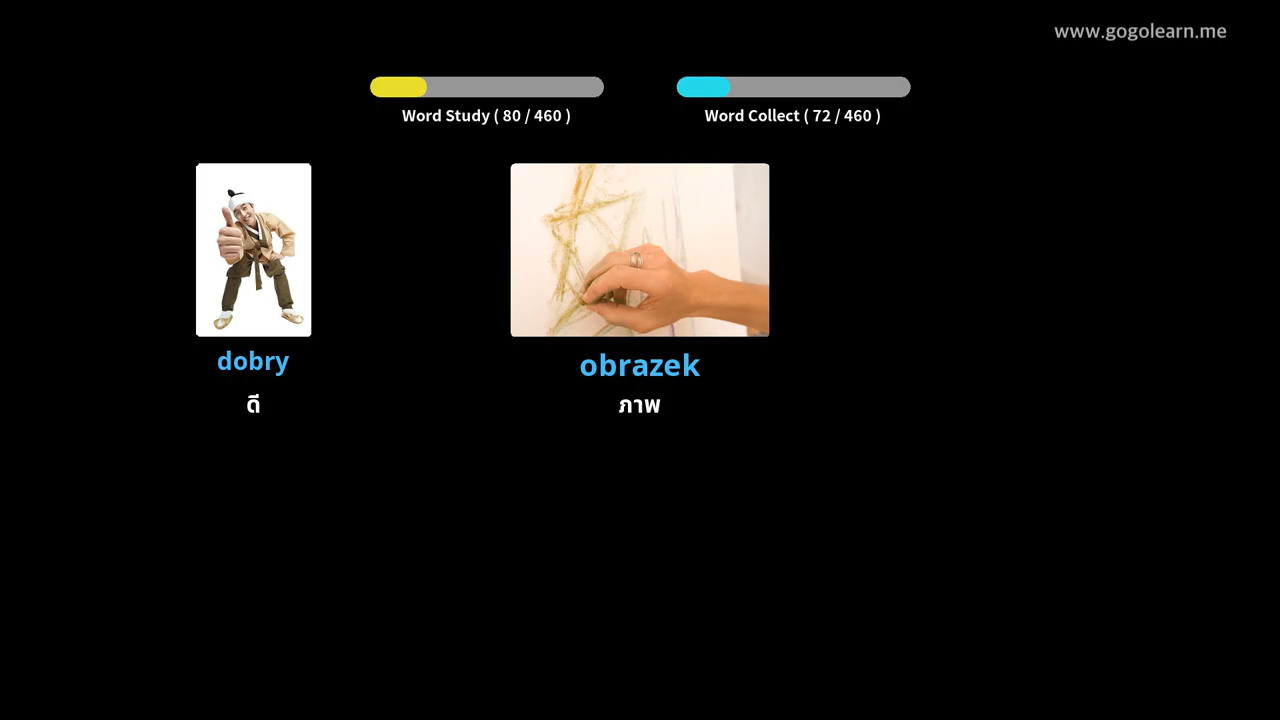 www.gogolearn.me
Word Study ( 80 / 460 )
Word Collect ( 72 / 460 )
dobry
ดี
obrazek
ภาพ